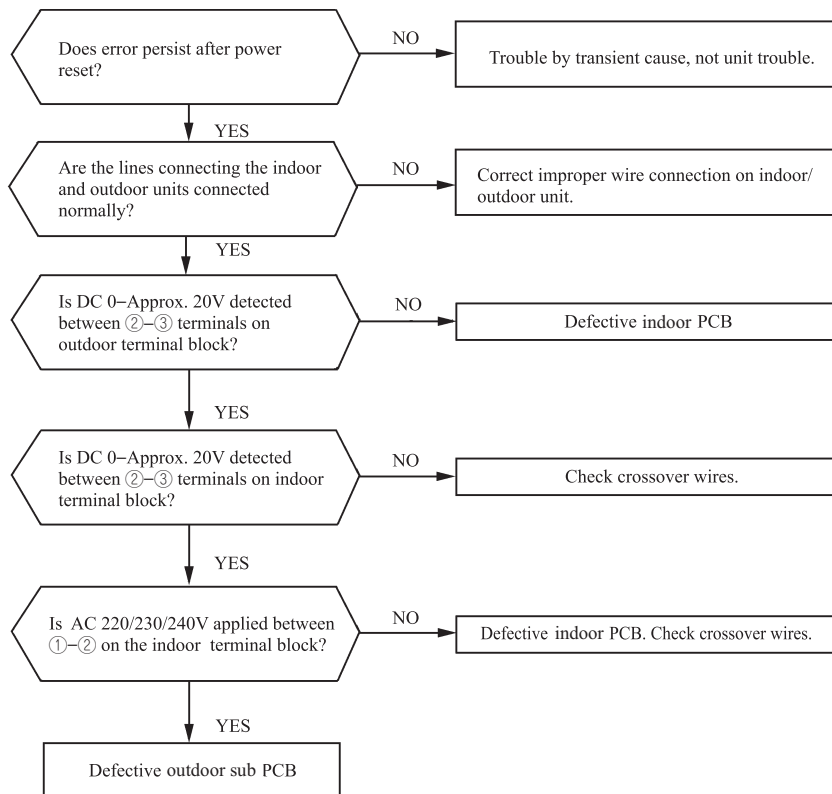 Does error persist after power
reset?
NO
Trouble by transient cause, not unit trouble.
YES
Are the lines connecting the indoor
and outdoor units connected
normally?
NO
Correct improper wire connection on indoor/
outdoor unit.
YES
Is DC 0–Approx. 20V detected
between ②–③ terminals on
outdoor terminal block?
NO
Defective indoor PCB
YES
Is DC 0–Approx. 20V detected
between ②–③ terminals on indoor
terminal block?
NO
Check crossover wires.
YES
Is AC 220/230/240V applied between
①–② on the indoor terminal block?
NO
Defective indoor PCB. Check crossover wires.
YES
Defective outdoor sub PCB